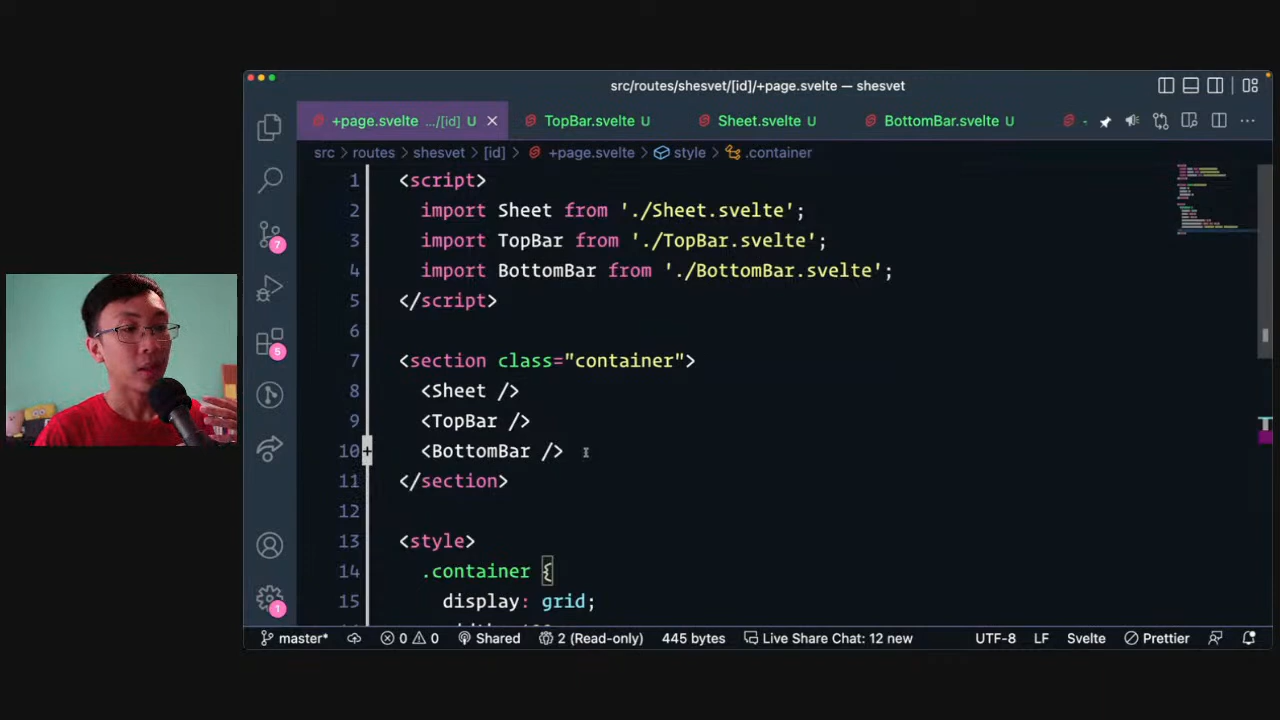 src/routes/shesvet/[id]/+page.svelte — shesvet
+page.svelte .../[id] U
TopBar.svelte U
Sheet.svelte U
BottomBar.svelte U
src > routes > shesvet > [id] > +page.svelte > style > .container
1 <script>
2 import Sheet from './Sheet.svelte';
3 import TopBar from './TopBar.svelte';
4 import BottomBar from './BottomBar.svelte';
5 </script>
6
7 <section class="container">
8 <Sheet />
9 <TopBar />
10 <BottomBar />
11 </section>
12
13 <style>
14 .container {
15 display: grid;
7
5
1
master* 0 0 Shared 2 (Read-only) 445 bytes Live Share Chat: 12 new UTF-8 LF Svelte Prettier